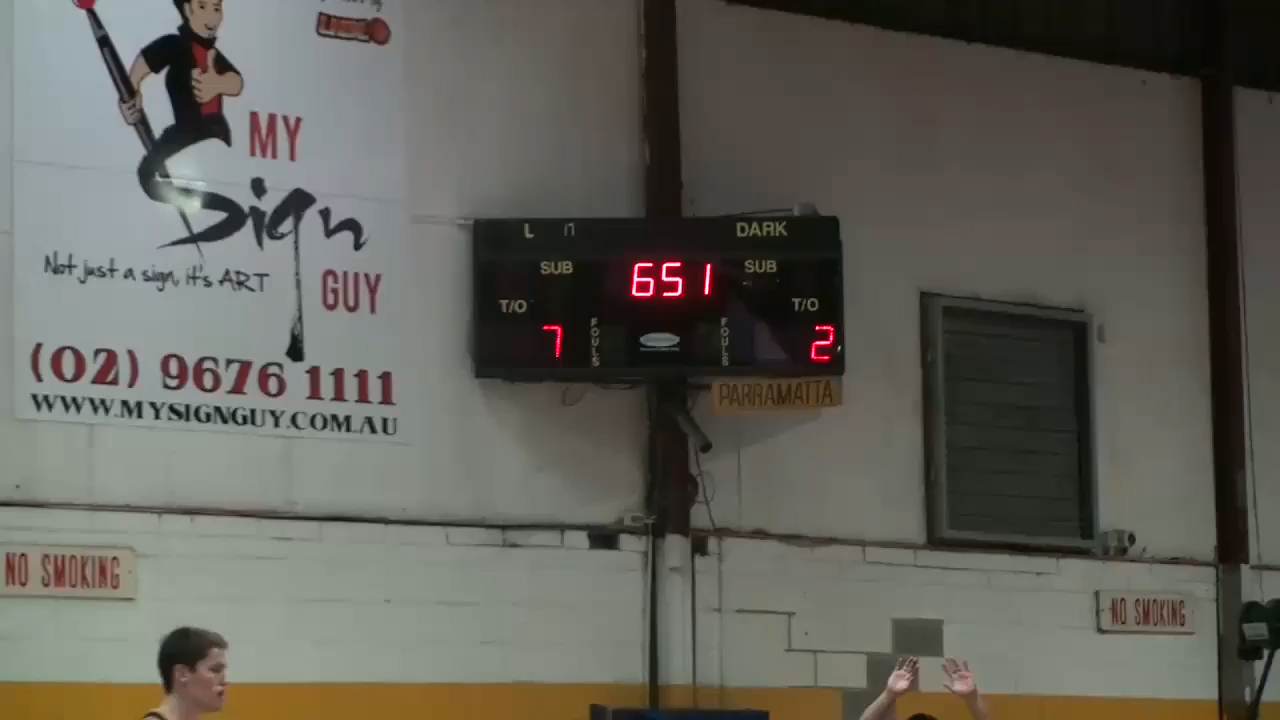 MY
Sign
GUY
Not just a sign, it's ART
(02) 9676 1111
WWW.MYSIGNGUY.COM.AU
L DARK
SUB 651 SUB
T/O T/O
7 FOULS FOULS 2
PARRAMATTA
NO SMOKING
NO SMOKING